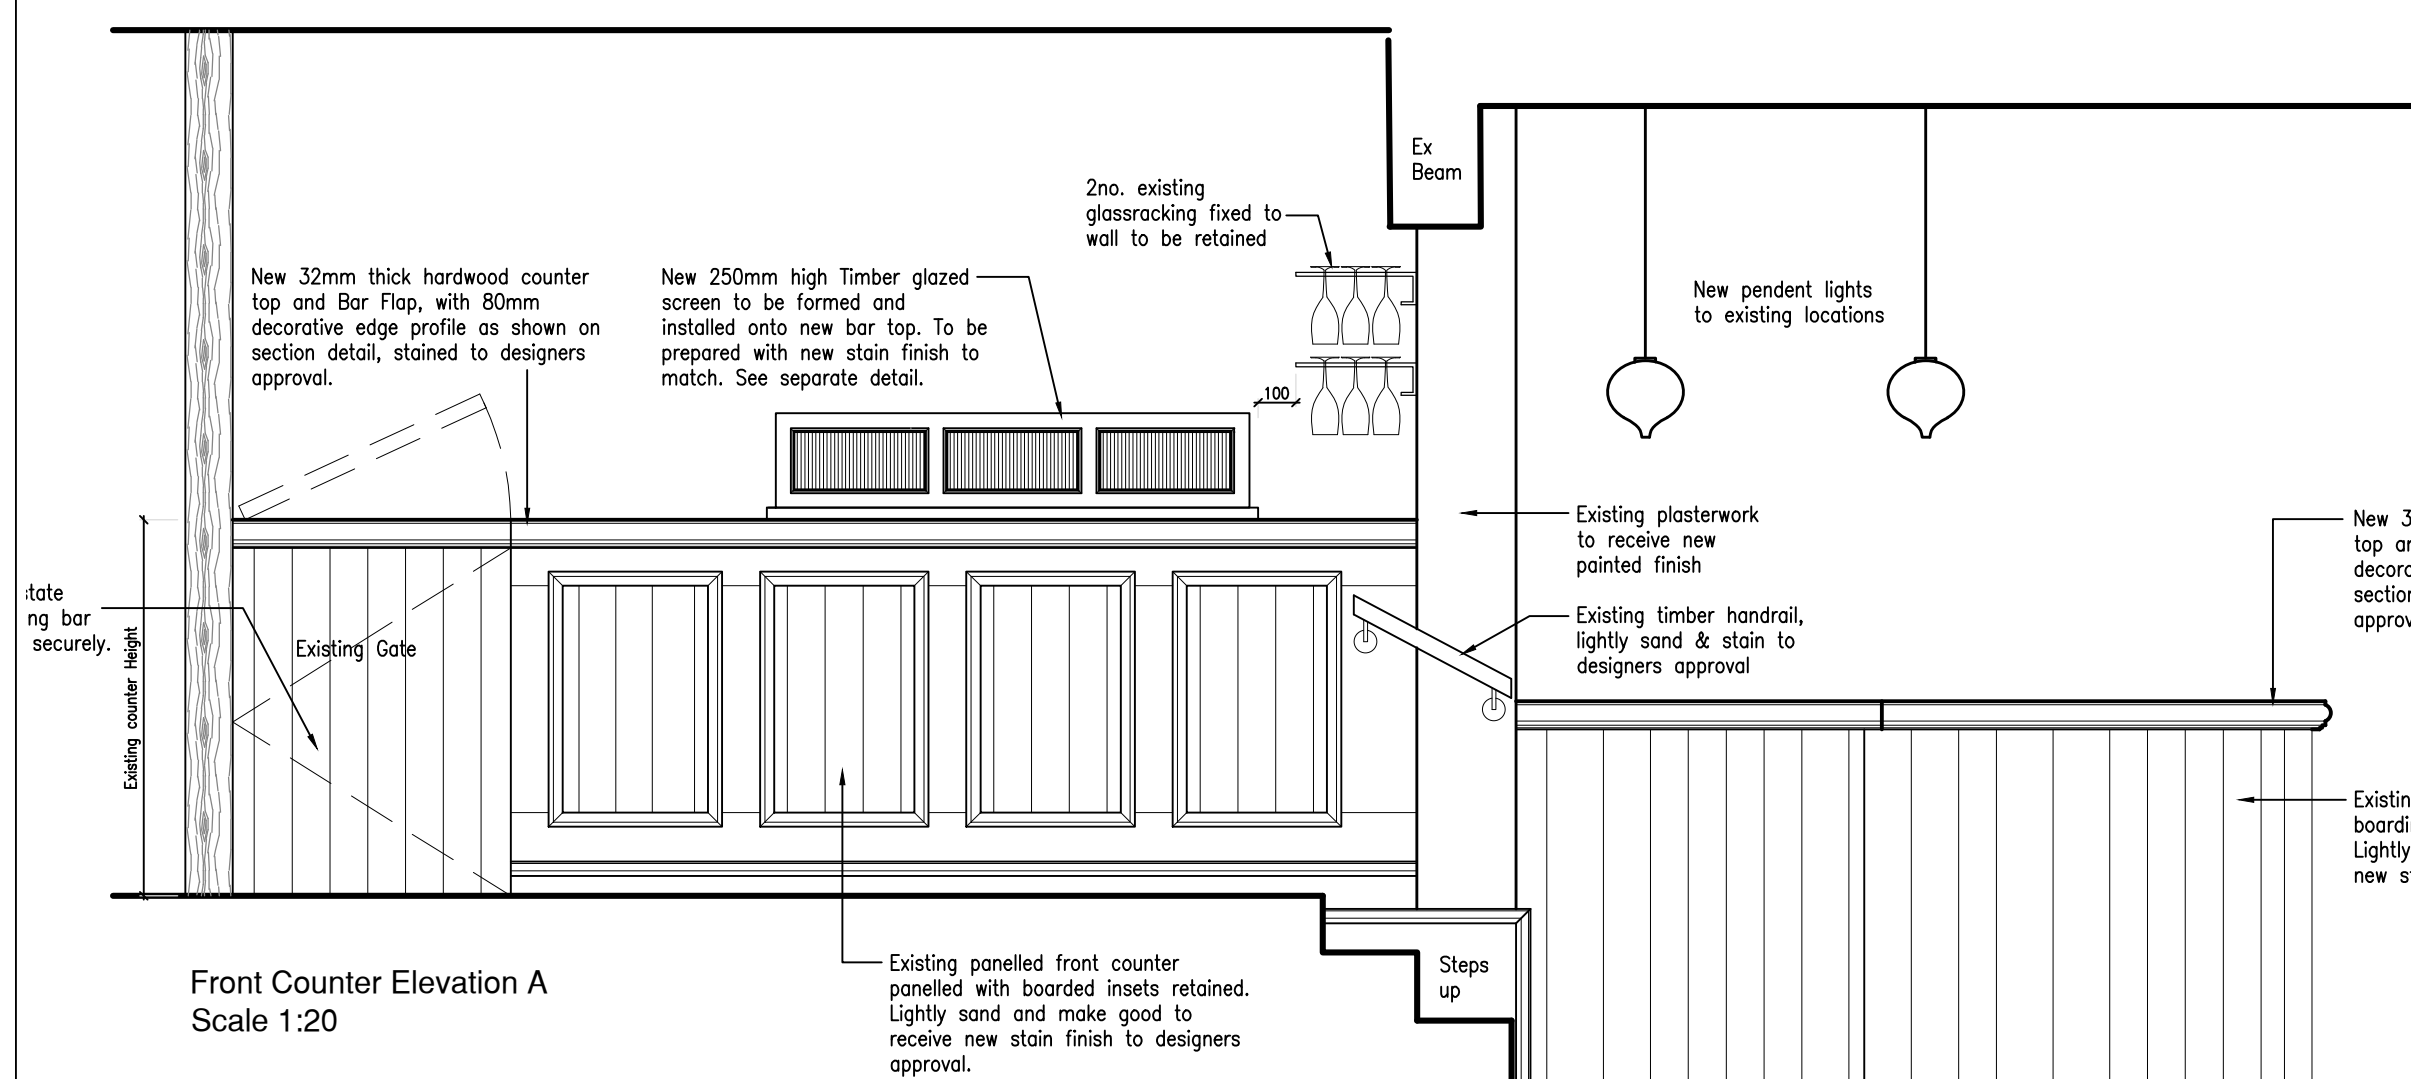 Ex
Beam
2no. existing
glassracking fixed to
wall to be retained
New 32mm thick hardwood counter
top and Bar Flap, with 80mm
decorative edge profile as shown on
section detail, stained to designers
approval.
New 250mm high Timber glazed
screen to be formed and
installed onto new bar top. To be
prepared with new stain finish to
match. See separate detail.
100
New pendent lights
to existing locations
Existing plasterwork
to receive new
painted finish
Existing timber handrail,
lightly sand & stain to
designers approval
New 3
top
section
bar
securely.
Existing counter Height
Existing Gate
Lightly
new
Existing panelled front counter
panelled with boarded insets retained.
Lightly sand and make good to
receive new stain finish to designers
approval.
Steps
up
Front Counter Elevation A
Scale 1:20